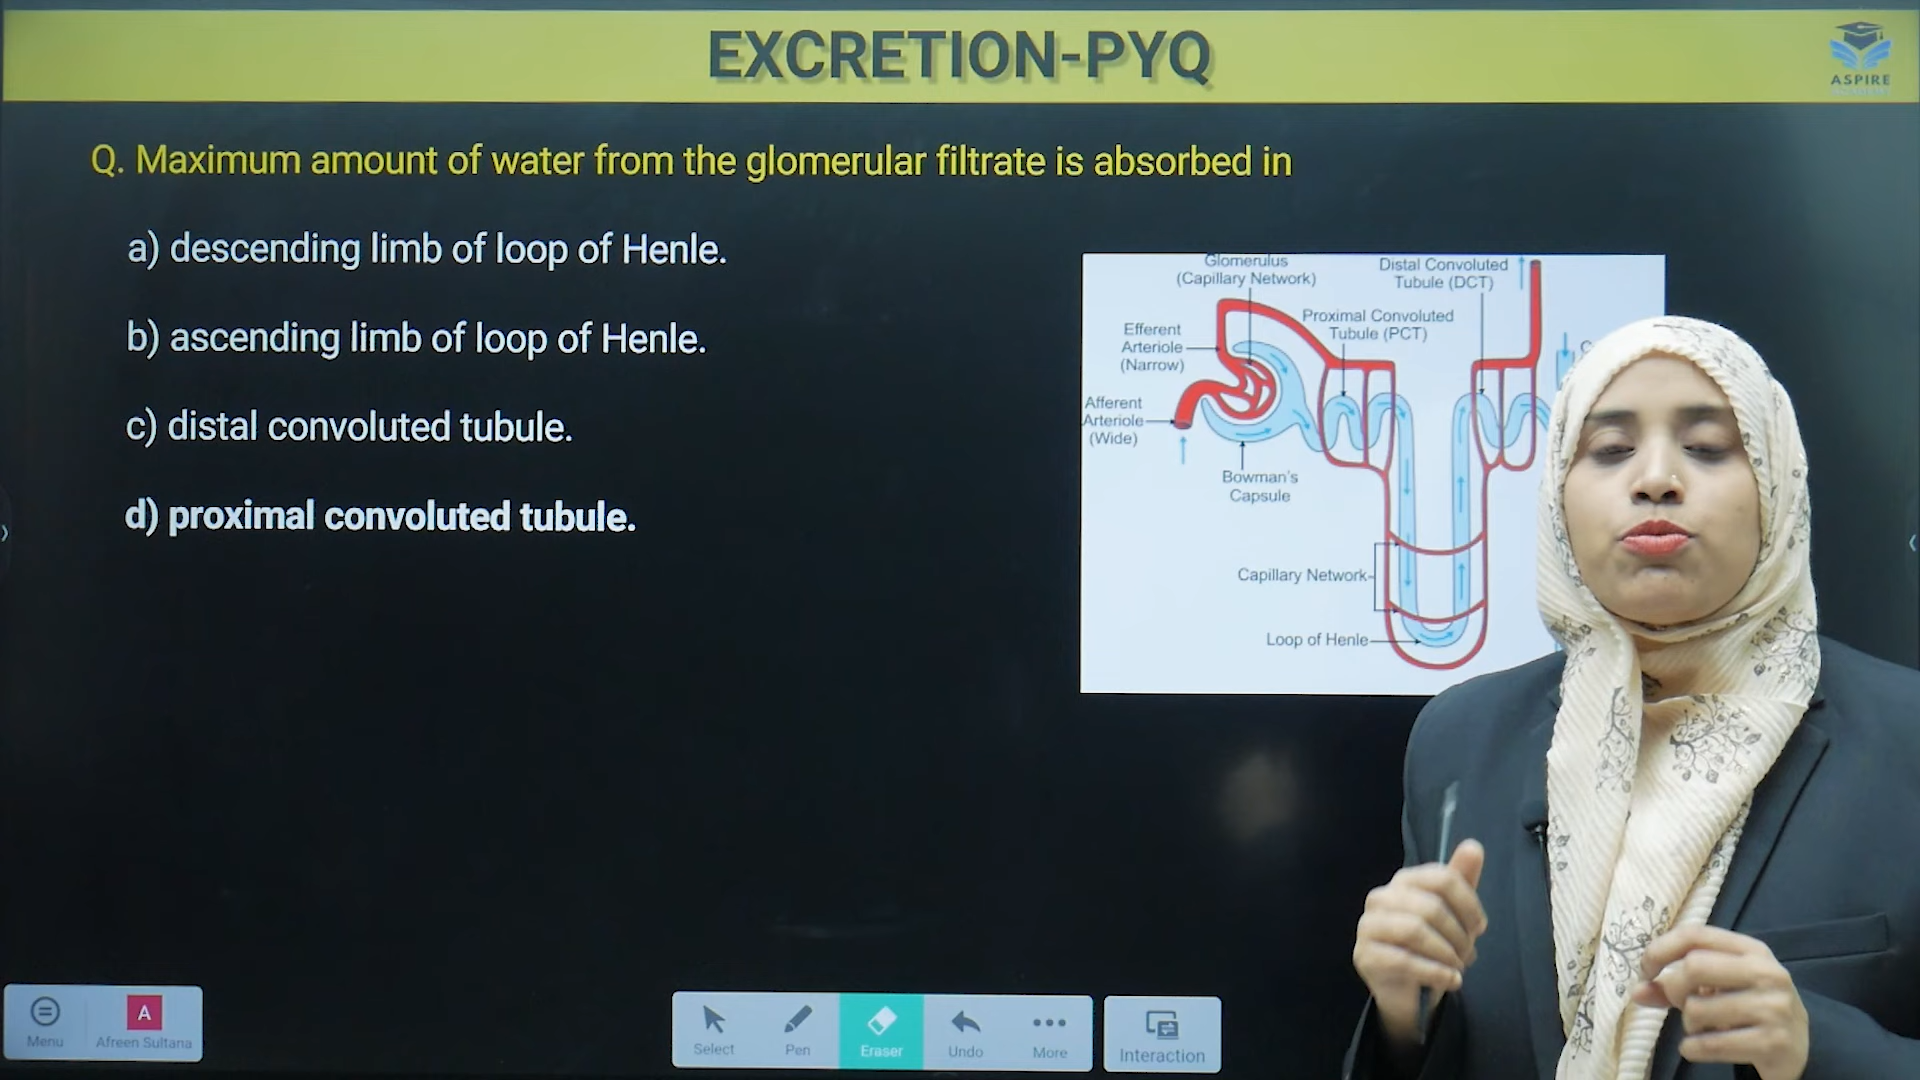 EXCRETION-PYQ
ASPIRE
Q. Maximum amount of water from the glomerular filtrate is absorbed in
a) descending limb of loop of Henle.
b) ascending limb of loop of Henle.
c) distal convoluted tubule.
d) proximal convoluted tubule.
Glomerulus
(Capillary Network)
Distal Convoluted
Tubule (DCT)
Proximal Convoluted
Tubule (PCT)
Efferent
Arteriole
(Narrow)
Afferent
Arteriole
(Wide)
Bowman's
Capsule
Capillary Network
Loop of Henle
Menu
A
Afreen Sultana
Select
Pen
Eraser
Undo
More
Interaction